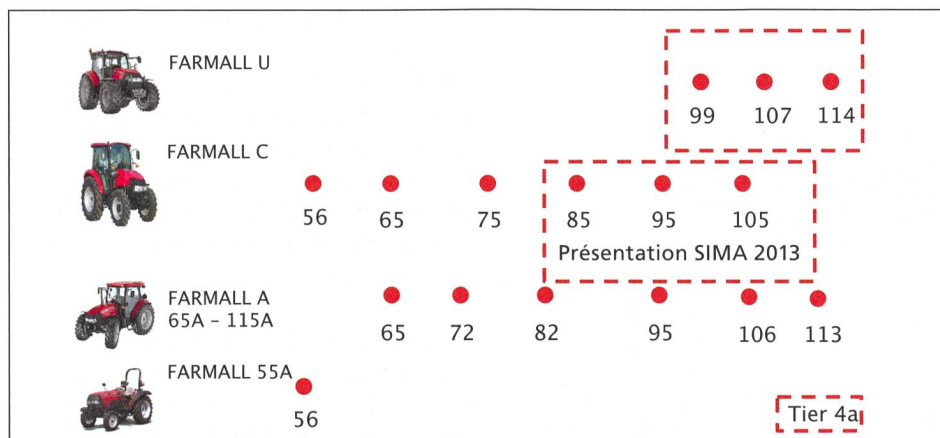 FARMALL U
99 107 114
FARMALL C
56 65 75 85 95 105
Présentation SIMA 2013
FARMALL A
65A – 115A
65 72 82 95 106 113
FARMALL 55A
56
Tier 4a